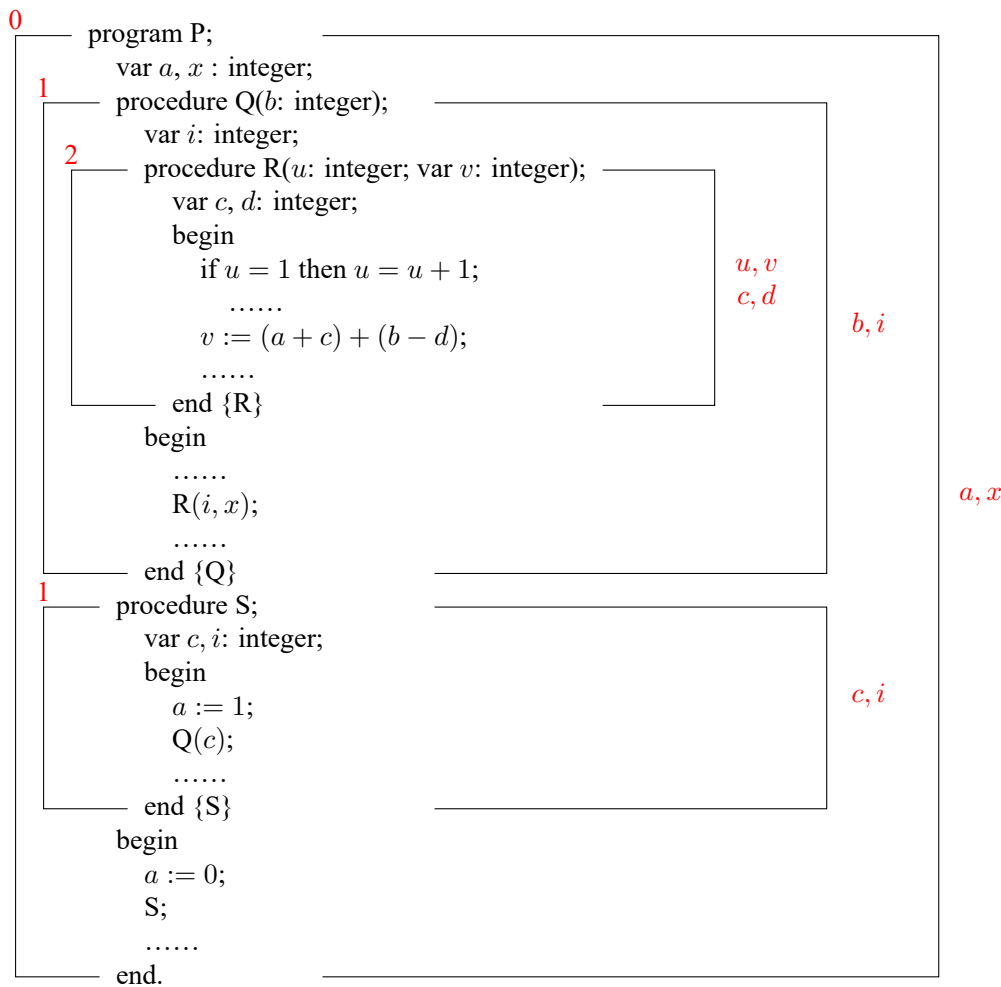 0
program P;
var a, x : integer;
1
procedure Q(b: integer);
var i: integer;
2
procedure R(u: integer; var v: integer);
var c, d: integer;
begin
if u = 1 then u = u + 1;
u, v
......
c, d
v := (a + c) + (b − d);
b, i
......
end {R}
begin
......
R(i, x);
a, x
......
end {Q}
1
procedure S;
var c, i: integer;
begin
a := 1;
c, i
Q(c);
......
end {S}
begin
a := 0;
S;
......
end.